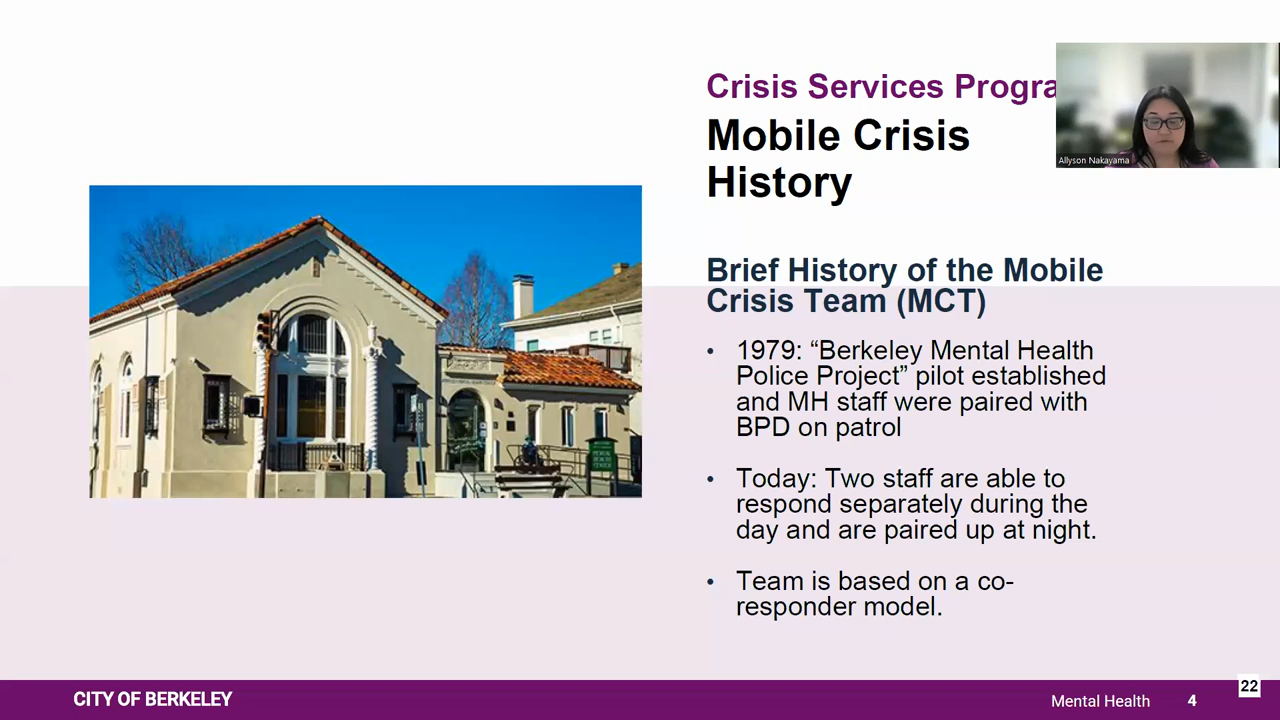 Crisis Services Progra
Mobile Crisis
History
Allyson Nakayama
Brief History of the Mobile
Crisis Team (MCT)
• 1979: “Berkeley Mental Health
Police Project” pilot established
and MH staff were paired with
BPD on patrol
• Today: Two staff are able to
respond separately during the
day and are paired up at night.
• Team is based on a co-
responder model.
CITY OF BERKELEY
Mental Health
4
22